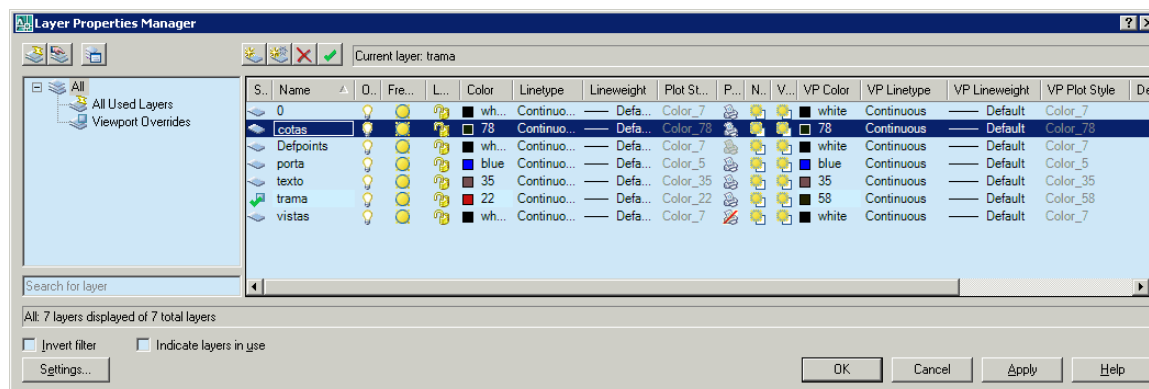 Layer Properties Manager
Current layer: trama
All
All Used Layers
Viewport Overrides
S.. Name O.. Fre... L... Color Linetype Lineweight Plot St... P... N.. V... VP Color VP Linetype VP Lineweight VP Plot Style De
0 wh... Continuo... Defa... Color_7 white Continuous Default Color_7
cotas 78 Continuo... Defa... Color_78 78 Continuous Default Color_78
Defpoints wh... Continuo... Defa... Color_7 white Continuous Default Color_7
porta blue Continuo... Defa... Color_5 blue Continuous Default Color_5
texto 35 Continuo... Defa... Color_35 35 Continuous Default Color_35
trama 22 Continuo... Defa... Color_22 58 Continuous Default Color_58
vistas wh... Continuo... Defa... Color_7 white Continuous Default Color_7
Search for layer
All: 7 layers displayed of 7 total layers
Invert filter Indicate layers in use
Settings... OK Cancel Apply Help